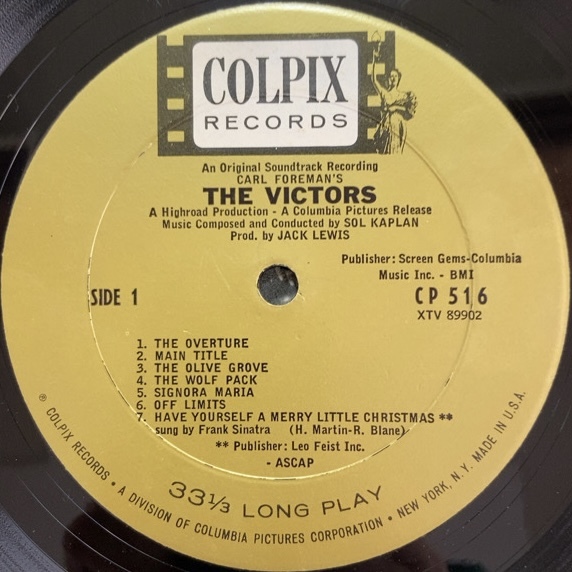 COLPIX
RECORDS
An Original Soundtrack Recording
CARL FOREMAN'S
THE VICTORS
A Highroad Production - A Columbia Pictures Release
Music Composed and Conducted by SOL KAPLAN
Prod. by JACK LEWIS
Publisher: Screen Gems-Columbia
Music Inc. - BMI
SIDE 1
CP 516
XTV 89902
1. THE OVERTURE
2. MAIN TITLE
3. THE OLIVE GROVE
4. THE WOLF PACK
5. SIGNORA MARIA
6. OFF LIMITS
7. HAVE YOURSELF A MERRY LITTLE CHRISTMAS **
sung by Frank Sinatra (H. Martin-R. Blane)
** Publisher: Leo Feist Inc.
- ASCAP
33⅓ LONG PLAY
℗ COLPIX RECORDS • A DIVISION OF COLUMBIA PICTURES CORPORATION • NEW YORK, N.Y. MADE IN U.S.A.